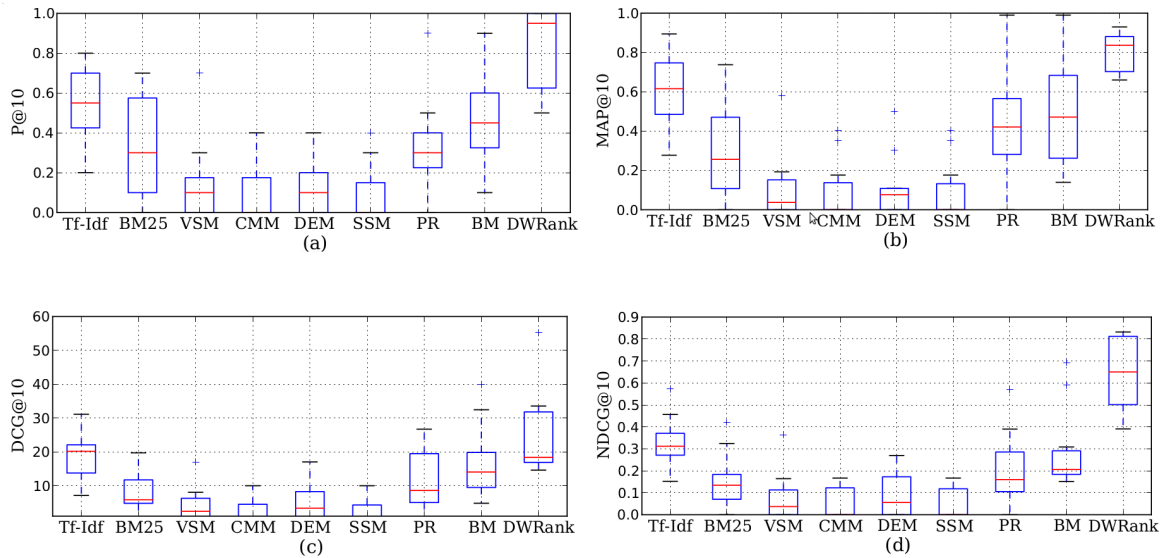 1.0
0.8
0.6
0.4
0.2
0.0
P@10
Tf-Idf BM25 VSM CMM DEM SSM PR BM DWRank
(a)
1.0
0.8
0.6
0.4
0.2
0.0
MAP@10
Tf-Idf BM25 VSM CMM DEM SSM PR BM DWRank
(b)
60
50
40
30
20
10
DCG@10
Tf-Idf BM25 VSM CMM DEM SSM PR BM DWRank
(c)
0.9
0.8
0.7
0.6
0.5
0.4
0.3
0.2
0.1
0.0
NDCG@10
Tf-Idf BM25 VSM CMM DEM SSM PR BM DWRank
(d)